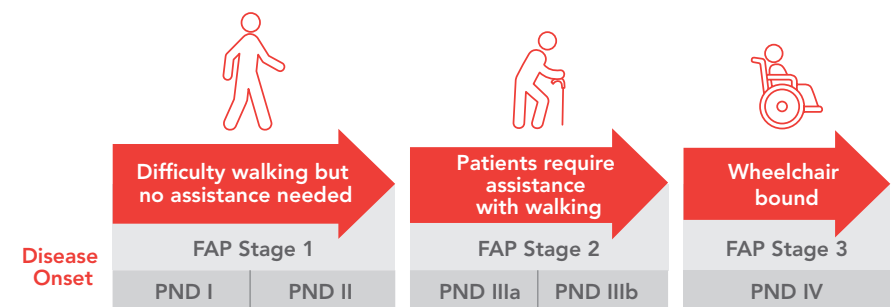 Difficulty walking but
no assistance needed
Patients require
assistance
with walking
Wheelchair
bound
Disease
Onset
FAP Stage 1
FAP Stage 2
FAP Stage 3
PND I
PND II
PND IIIa
PND IIIb
PND IV